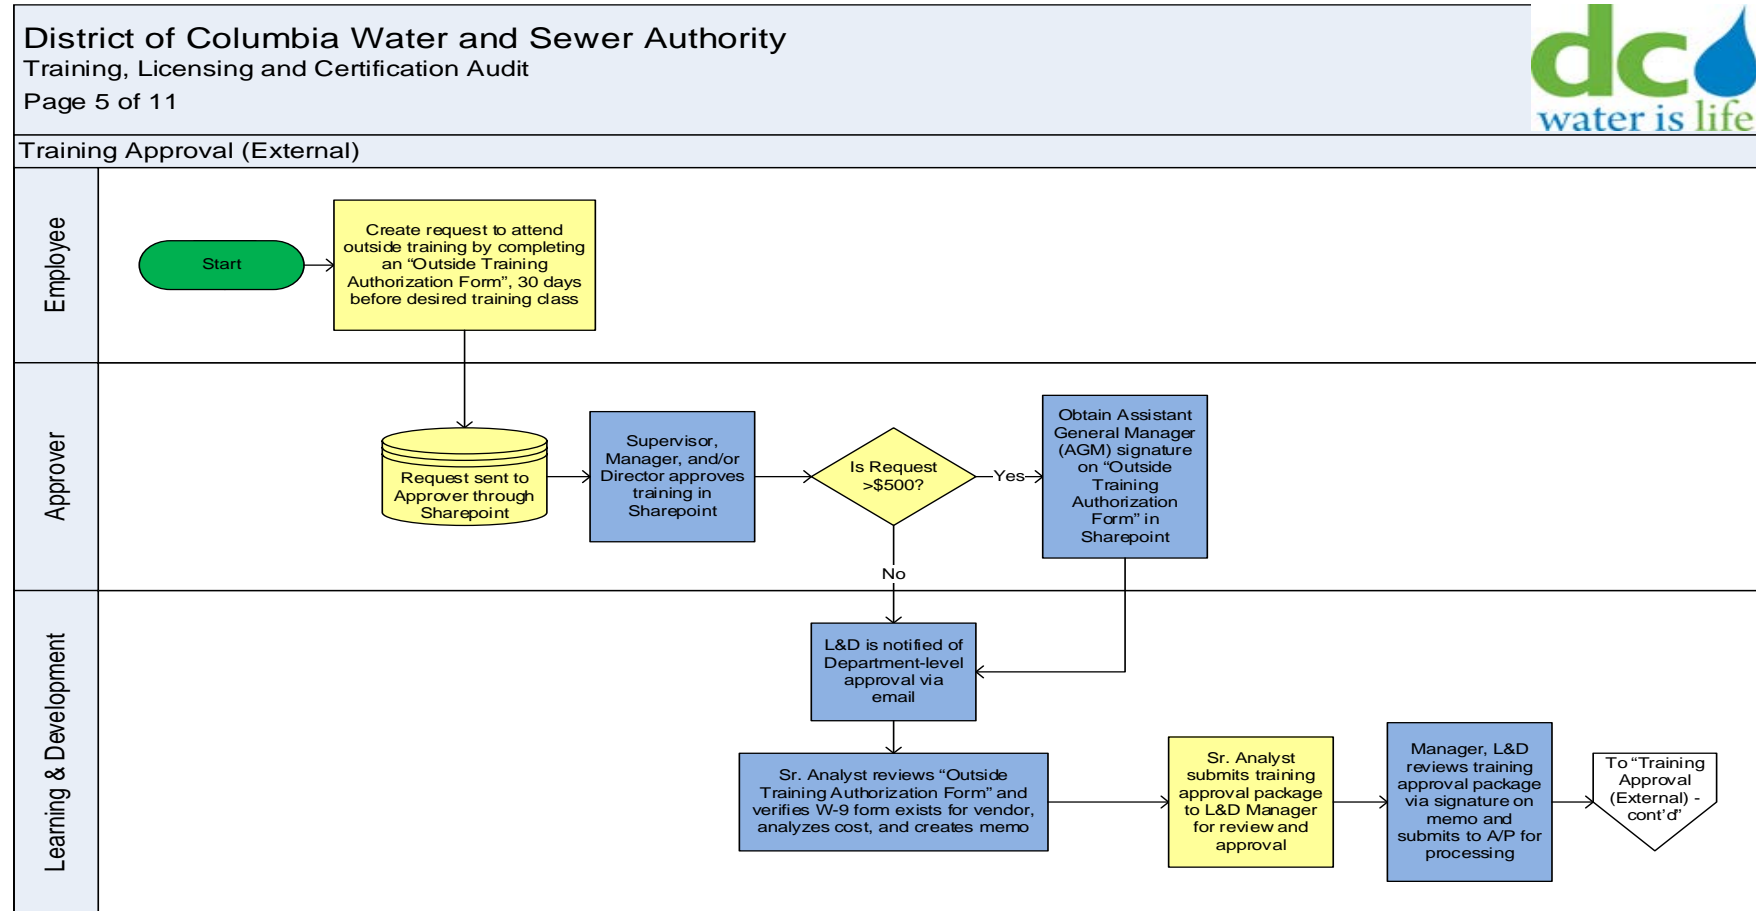 District of Columbia Water and Sewer Authority
Training, Licensing and Certification Audit
Page 5 of 11
dc
water is life
Training Approval (External)
Employee
Start
Create request to attend
outside training by completing
an “Outside Training
Authorization Form”, 30 days
before desired training class
Approver
Request sent to
Approver through
Sharepoint
Supervisor,
Manager, and/or
Director approves
training in
Sharepoint
Is Request
>$500?
Yes
No
Obtain Assistant
General Manager
(AGM) signature
on “Outside
Training
Authorization
Form” in
Sharepoint
Learning & Development
L&D is notified of
Department-level
approval via
email
Sr. Analyst reviews “Outside
Training Authorization Form” and
verifies W-9 form exists for vendor,
analyzes cost, and creates memo
Sr. Analyst
submits training
approval package
to L&D Manager
for review and
approval
Manager, L&D
reviews training
approval package
via signature on
memo and
submits to A/P for
processing
To “Training
Approval
(External) -
cont’d”